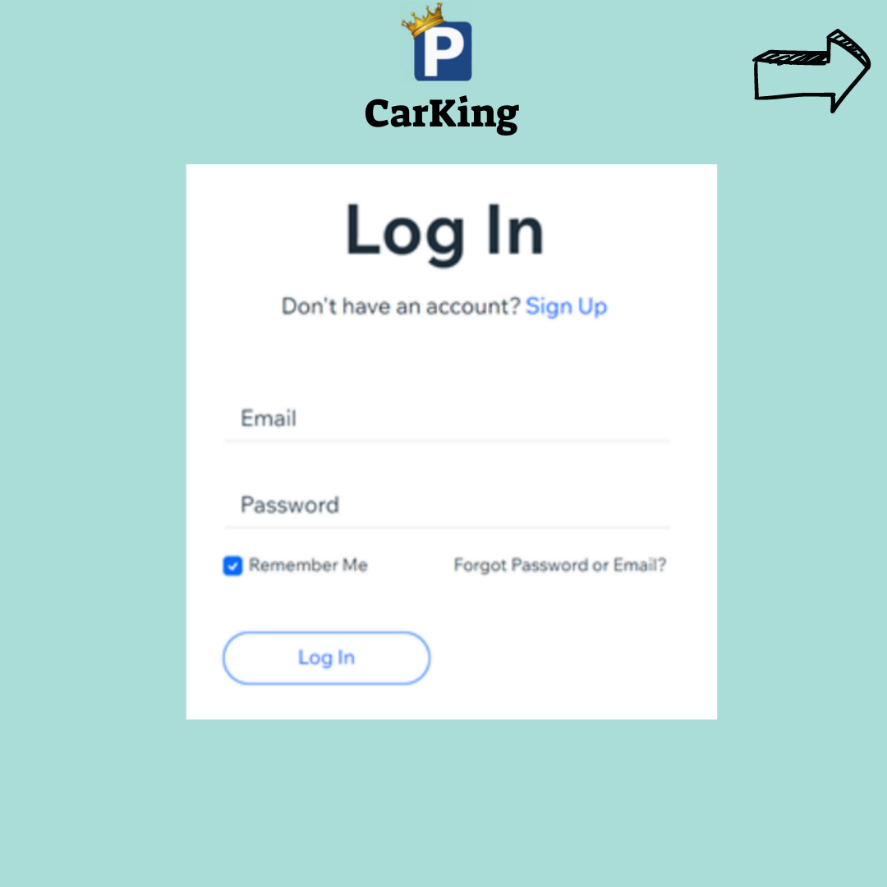 P
CarKing
Log In
Don't have an account? Sign Up
Email
Password
Remember Me
Forgot Password or Email?
Log In